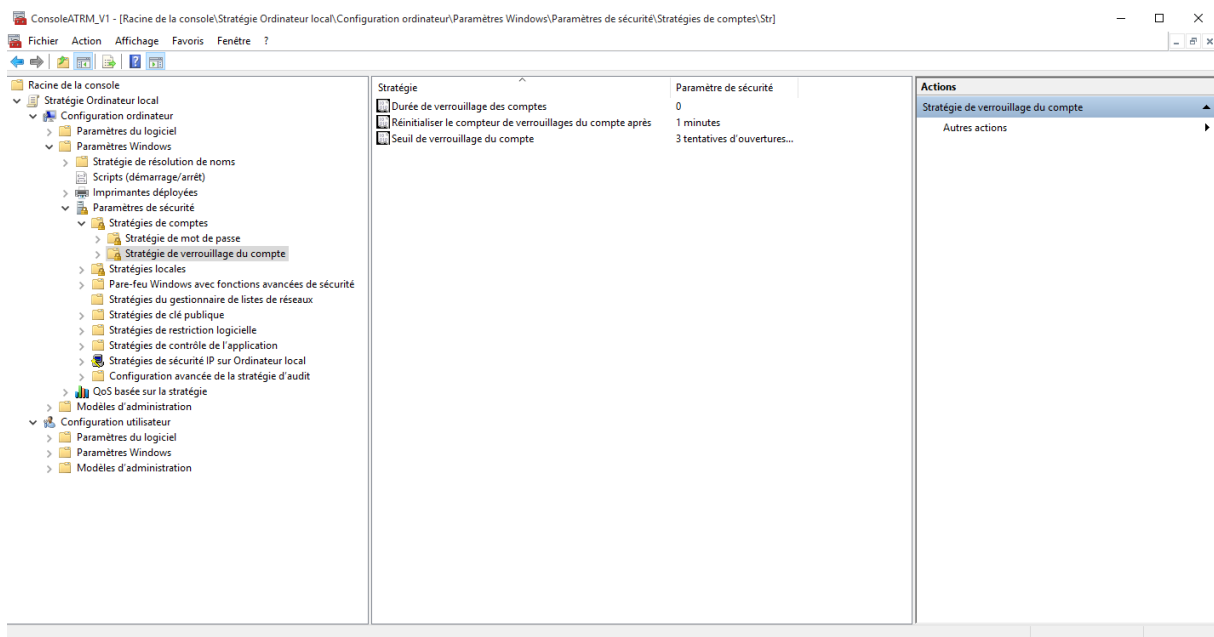 ConsoleATRM_V1 - [Racine de la console\Stratégie Ordinateur local\Configuration ordinateur\Paramètres Windows\Paramètres de sécurité\Stratégies de comptes\Str]
Fichier Action Affichage Favoris Fenêtre ?
Racine de la console
Stratégie Ordinateur local
Configuration ordinateur
Paramètres du logiciel
Paramètres Windows
Stratégie de résolution de noms
Scripts (démarrage/arrêt)
Imprimantes déployées
Paramètres de sécurité
Stratégies de comptes
Stratégie de mot de passe
Stratégie de verrouillage du compte
Stratégies locales
Pare-feu Windows avec fonctions avancées de sécurité
Stratégies du gestionnaire de listes de réseaux
Stratégies de clé publique
Stratégies de restriction logicielle
Stratégies de contrôle de l'application
Stratégies de sécurité IP sur Ordinateur local
Configuration avancée de la stratégie d'audit
QoS basée sur la stratégie
Modèles d'administration
Configuration utilisateur
Paramètres du logiciel
Paramètres Windows
Modèles d'administration
Stratégie Paramètre de sécurité
Durée de verrouillage des comptes 0
Réinitialiser le compteur de verrouillages du compte après 1 minutes
Seuil de verrouillage du compte 3 tentatives d'ouvertures...
Actions
Stratégie de verrouillage du compte
Autres actions